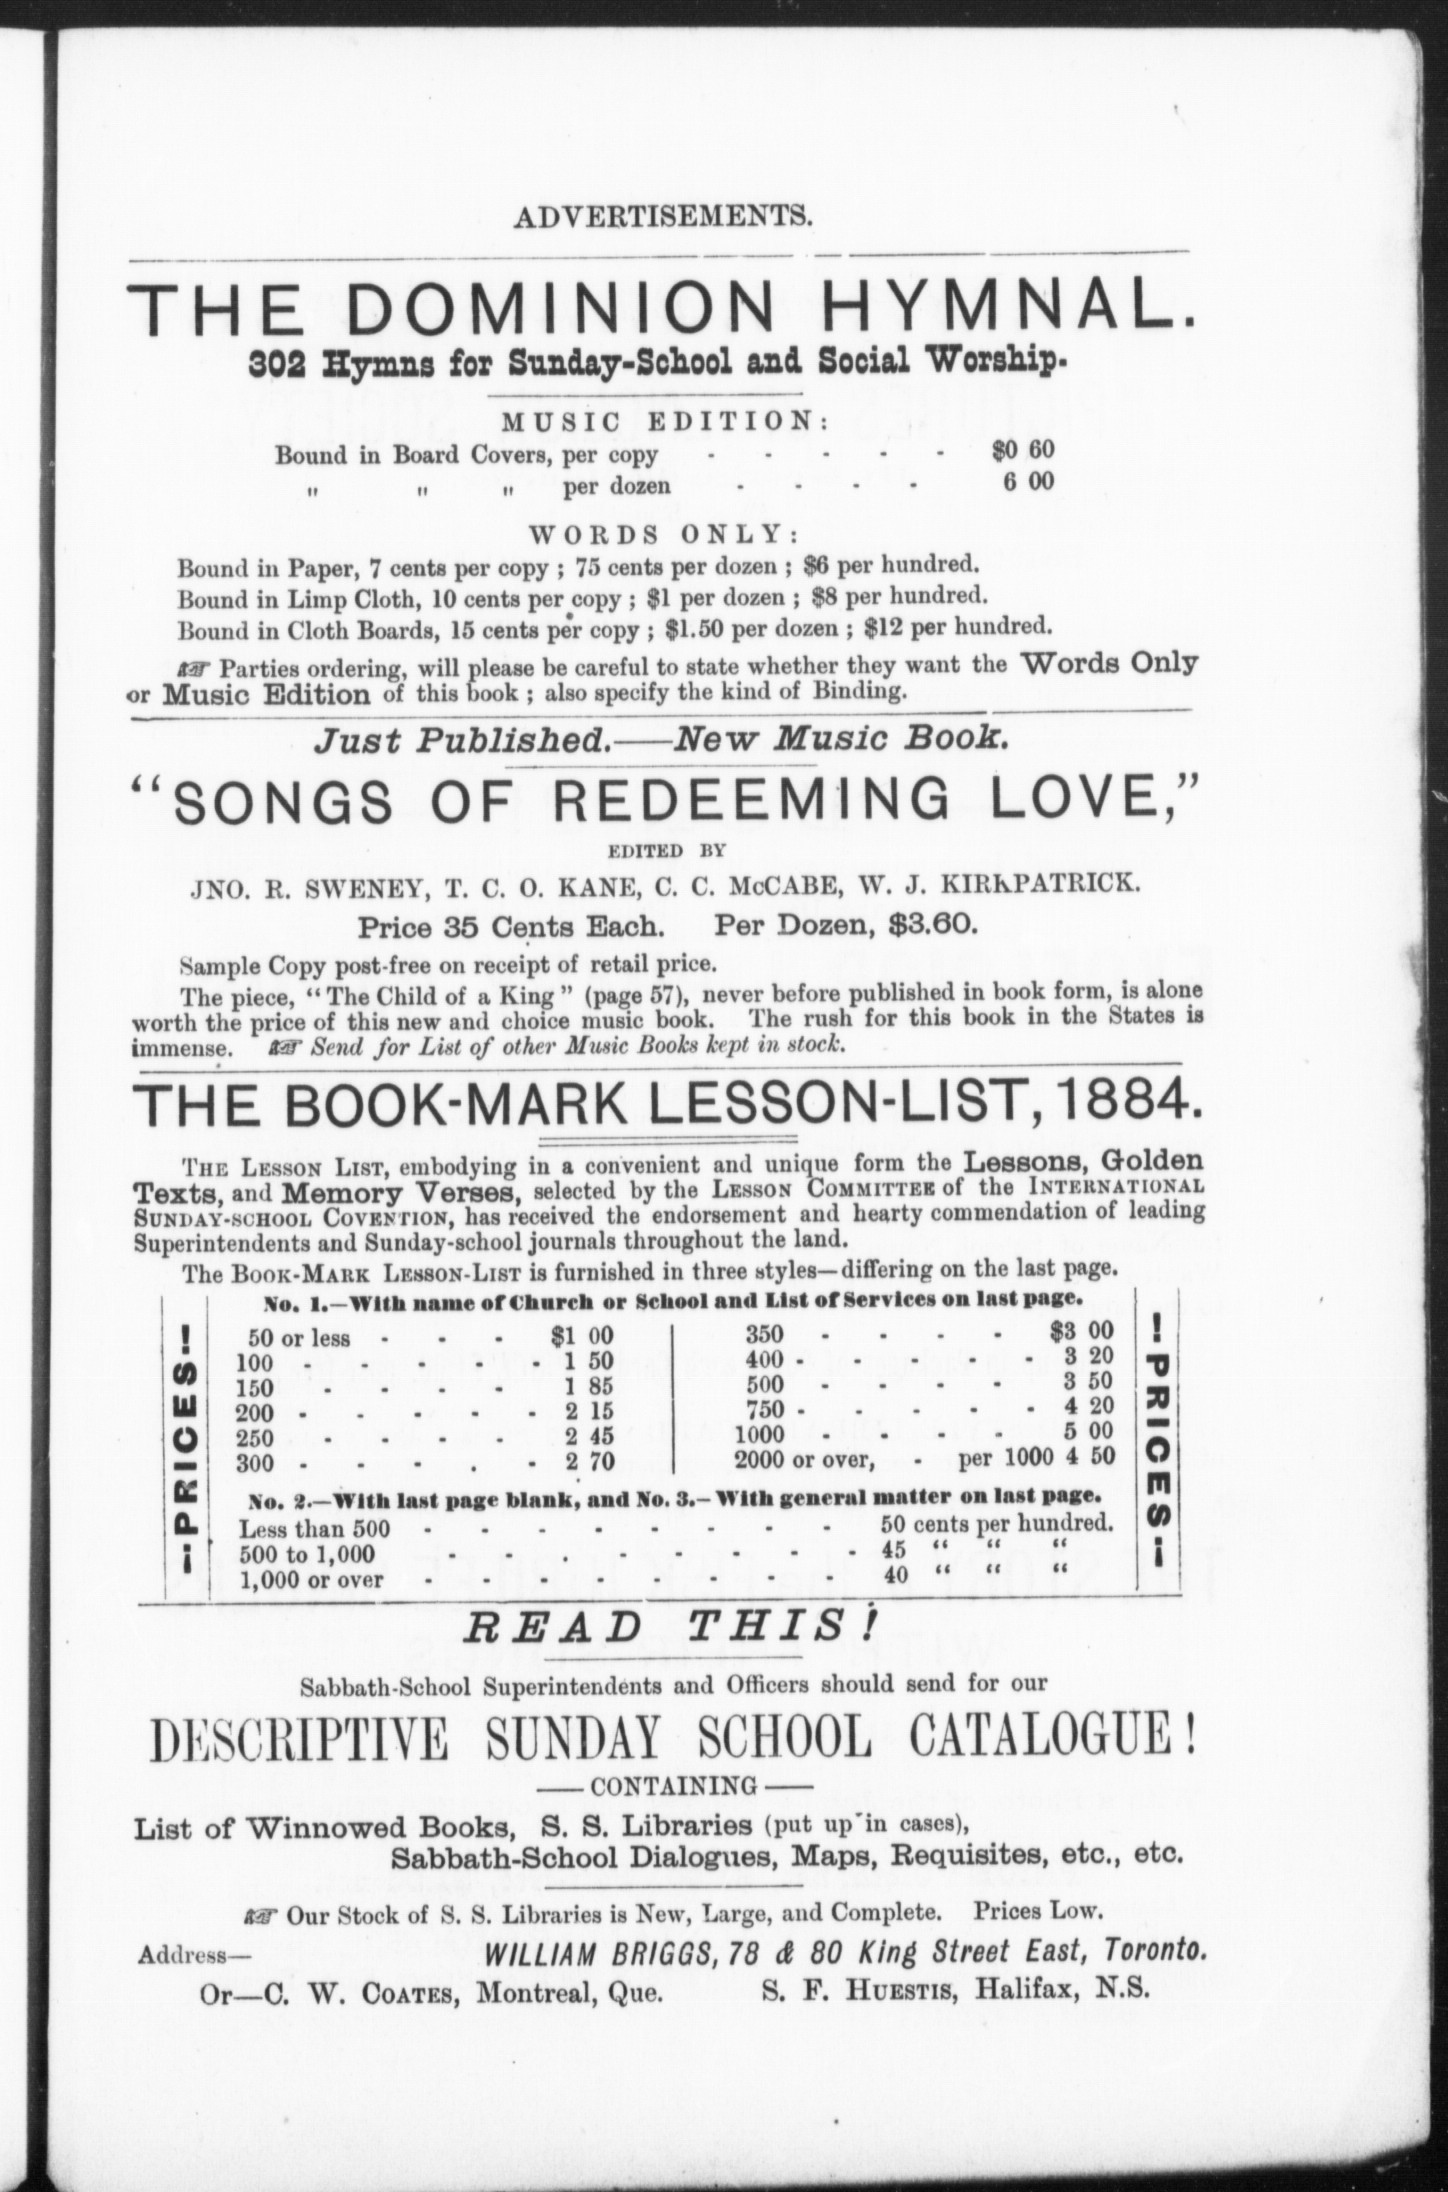 ADVERTISEMENTS.
THE DOMINION HYMNAL.
302 Hymns for Sunday-School and Social Worship.
MUSIC EDITION:
Bound in Board Covers, per copy - - - - - $0 60
" " " per dozen - - - - 6 00
WORDS ONLY:
Bound in Paper, 7 cents per copy ; 75 cents per dozen ; $6 per hundred.
Bound in Limp Cloth, 10 cents per copy ; $1 per dozen ; $8 per hundred.
Bound in Cloth Boards, 15 cents per copy ; $1.50 per dozen ; $12 per hundred.
☞ Parties ordering, will please be careful to state whether they want the Words Only
or Music Edition of this book ; also specify the kind of Binding.
Just Published.——New Music Book.
"SONGS OF REDEEMING LOVE,"
EDITED BY
JNO. R. SWENEY, T. C. O. KANE, C. C. McCABE, W. J. KIRKPATRICK.
Price 35 Cents Each. Per Dozen, $3.60.
Sample Copy post-free on receipt of retail price.
The piece, "The Child of a King" (page 57), never before published in book form, is alone
worth the price of this new and choice music book. The rush for this book in the States is
immense. ☞ Send for List of other Music Books kept in stock.
THE BOOK-MARK LESSON-LIST, 1884.
THE LESSON LIST, embodying in a convenient and unique form the Lessons, Golden
Texts, and Memory Verses, selected by the LESSON COMMITTEE of the INTERNATIONAL
SUNDAY-SCHOOL COVENTION, has received the endorsement and hearty commendation of leading
Superintendents and Sunday-school journals throughout the land.
The BOOK-MARK LESSON-LIST is furnished in three styles—differing on the last page.
No. 1.—With name of Church or School and List of Services on last page.
¡—PRICES—!
50 or less - - - $1 00 350 - - - - $3 00
100 - - - - - 1 50 400 - - - - - 3 20
150 - - - - 1 85 500 - - - - 3 50
200 - - - - - 2 15 750 - - - - - 4 20
250 - - - - 2 45 1000 - - - - 5 00
300 - - - - - 2 70 2000 or over, - per 1000 4 50
No. 2.—With last page blank, and No. 3.—With general matter on last page.
Less than 500 - - - - - - - - 50 cents per hundred.
500 to 1,000 - - - - - - - - 45 " " "
1,000 or over - - - - - - - - 40 " " "
!—PRICES—¡
READ THIS!
Sabbath-School Superintendents and Officers should send for our
DESCRIPTIVE SUNDAY SCHOOL CATALOGUE!
—CONTAINING—
List of Winnowed Books, S. S. Libraries (put up in cases),
Sabbath-School Dialogues, Maps, Requisites, etc., etc.
☞ Our Stock of S. S. Libraries is New, Large, and Complete. Prices Low.
Address— WILLIAM BRIGGS, 78 & 80 King Street East, Toronto.
Or—C. W. COATES, Montreal, Que. S. F. HUESTIS, Halifax, N.S.